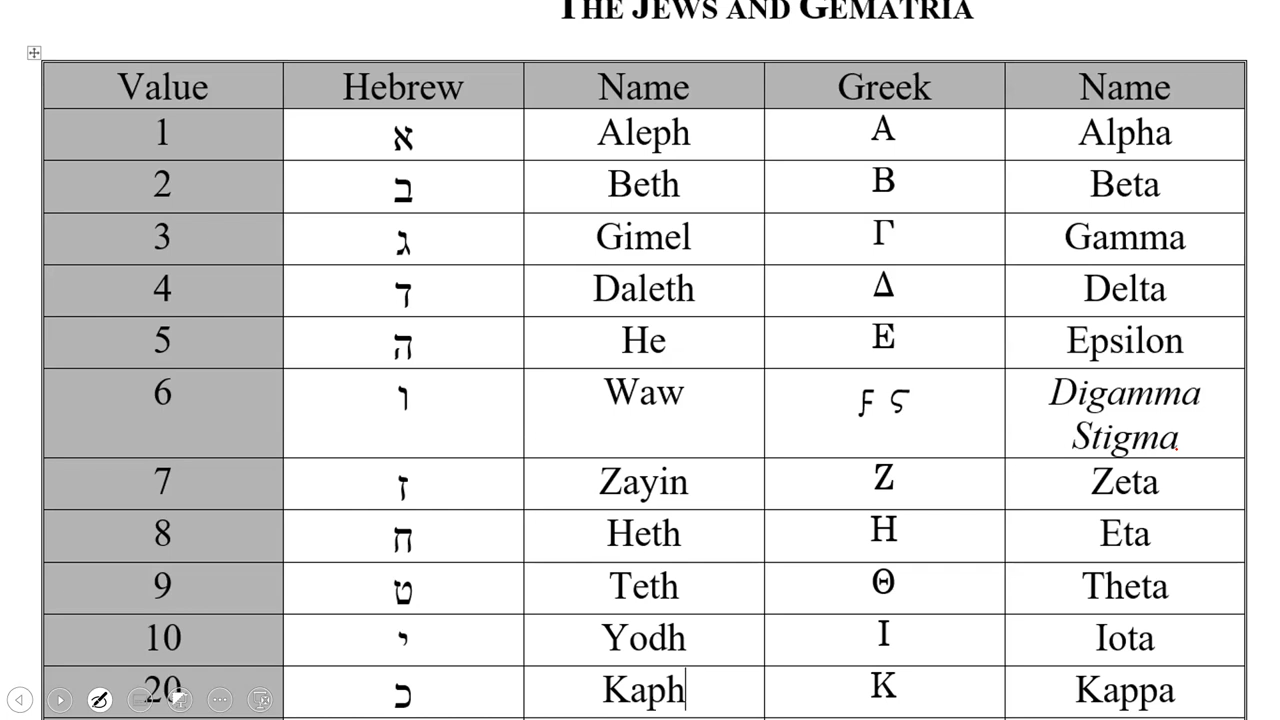 THE JEWS AND GEMATRIA
Value Hebrew Name Greek Name
1 א Aleph Α Alpha
2 ב Beth Β Beta
3 ג Gimel Γ Gamma
4 ד Daleth Δ Delta
5 ה He Ε Epsilon
6 ו Waw ϝ ϛ Digamma
Stigma
7 ז Zayin Ζ Zeta
8 ח Heth Η Eta
9 ט Teth Θ Theta
10 י Yodh Ι Iota
20 כ Kaph Κ Kappa